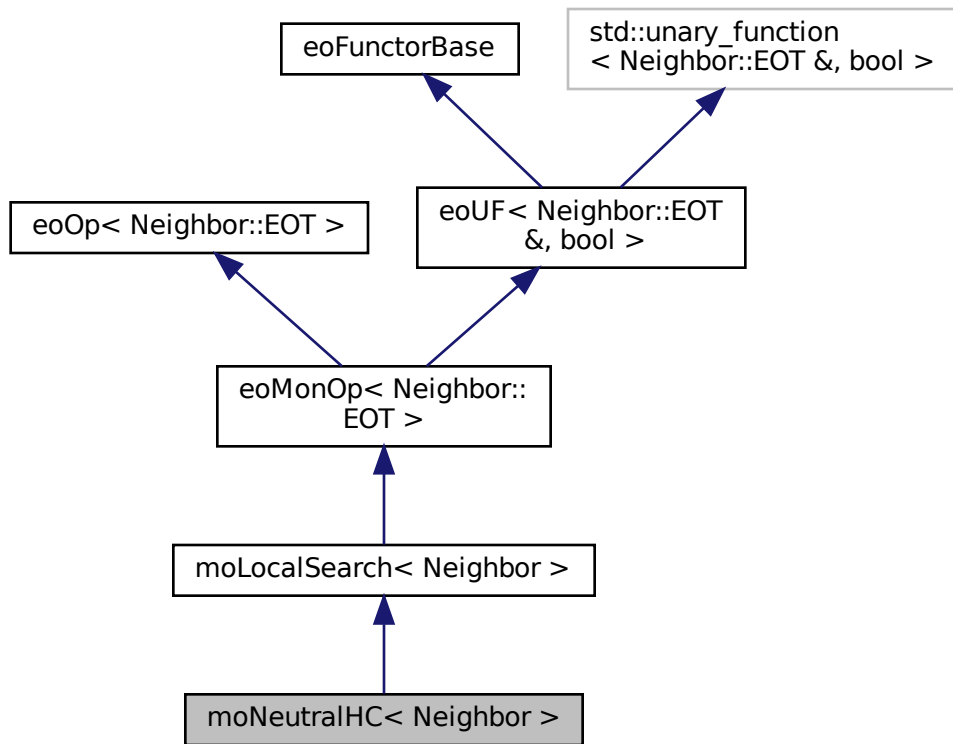 eoFunctorBase
std::unary_function
< Neighbor::EOT &, bool >
eoOp< Neighbor::EOT >
eoUF< Neighbor::EOT
&, bool >
eoMonOp< Neighbor::
EOT >
moLocalSearch< Neighbor >
moNeutralHC< Neighbor >